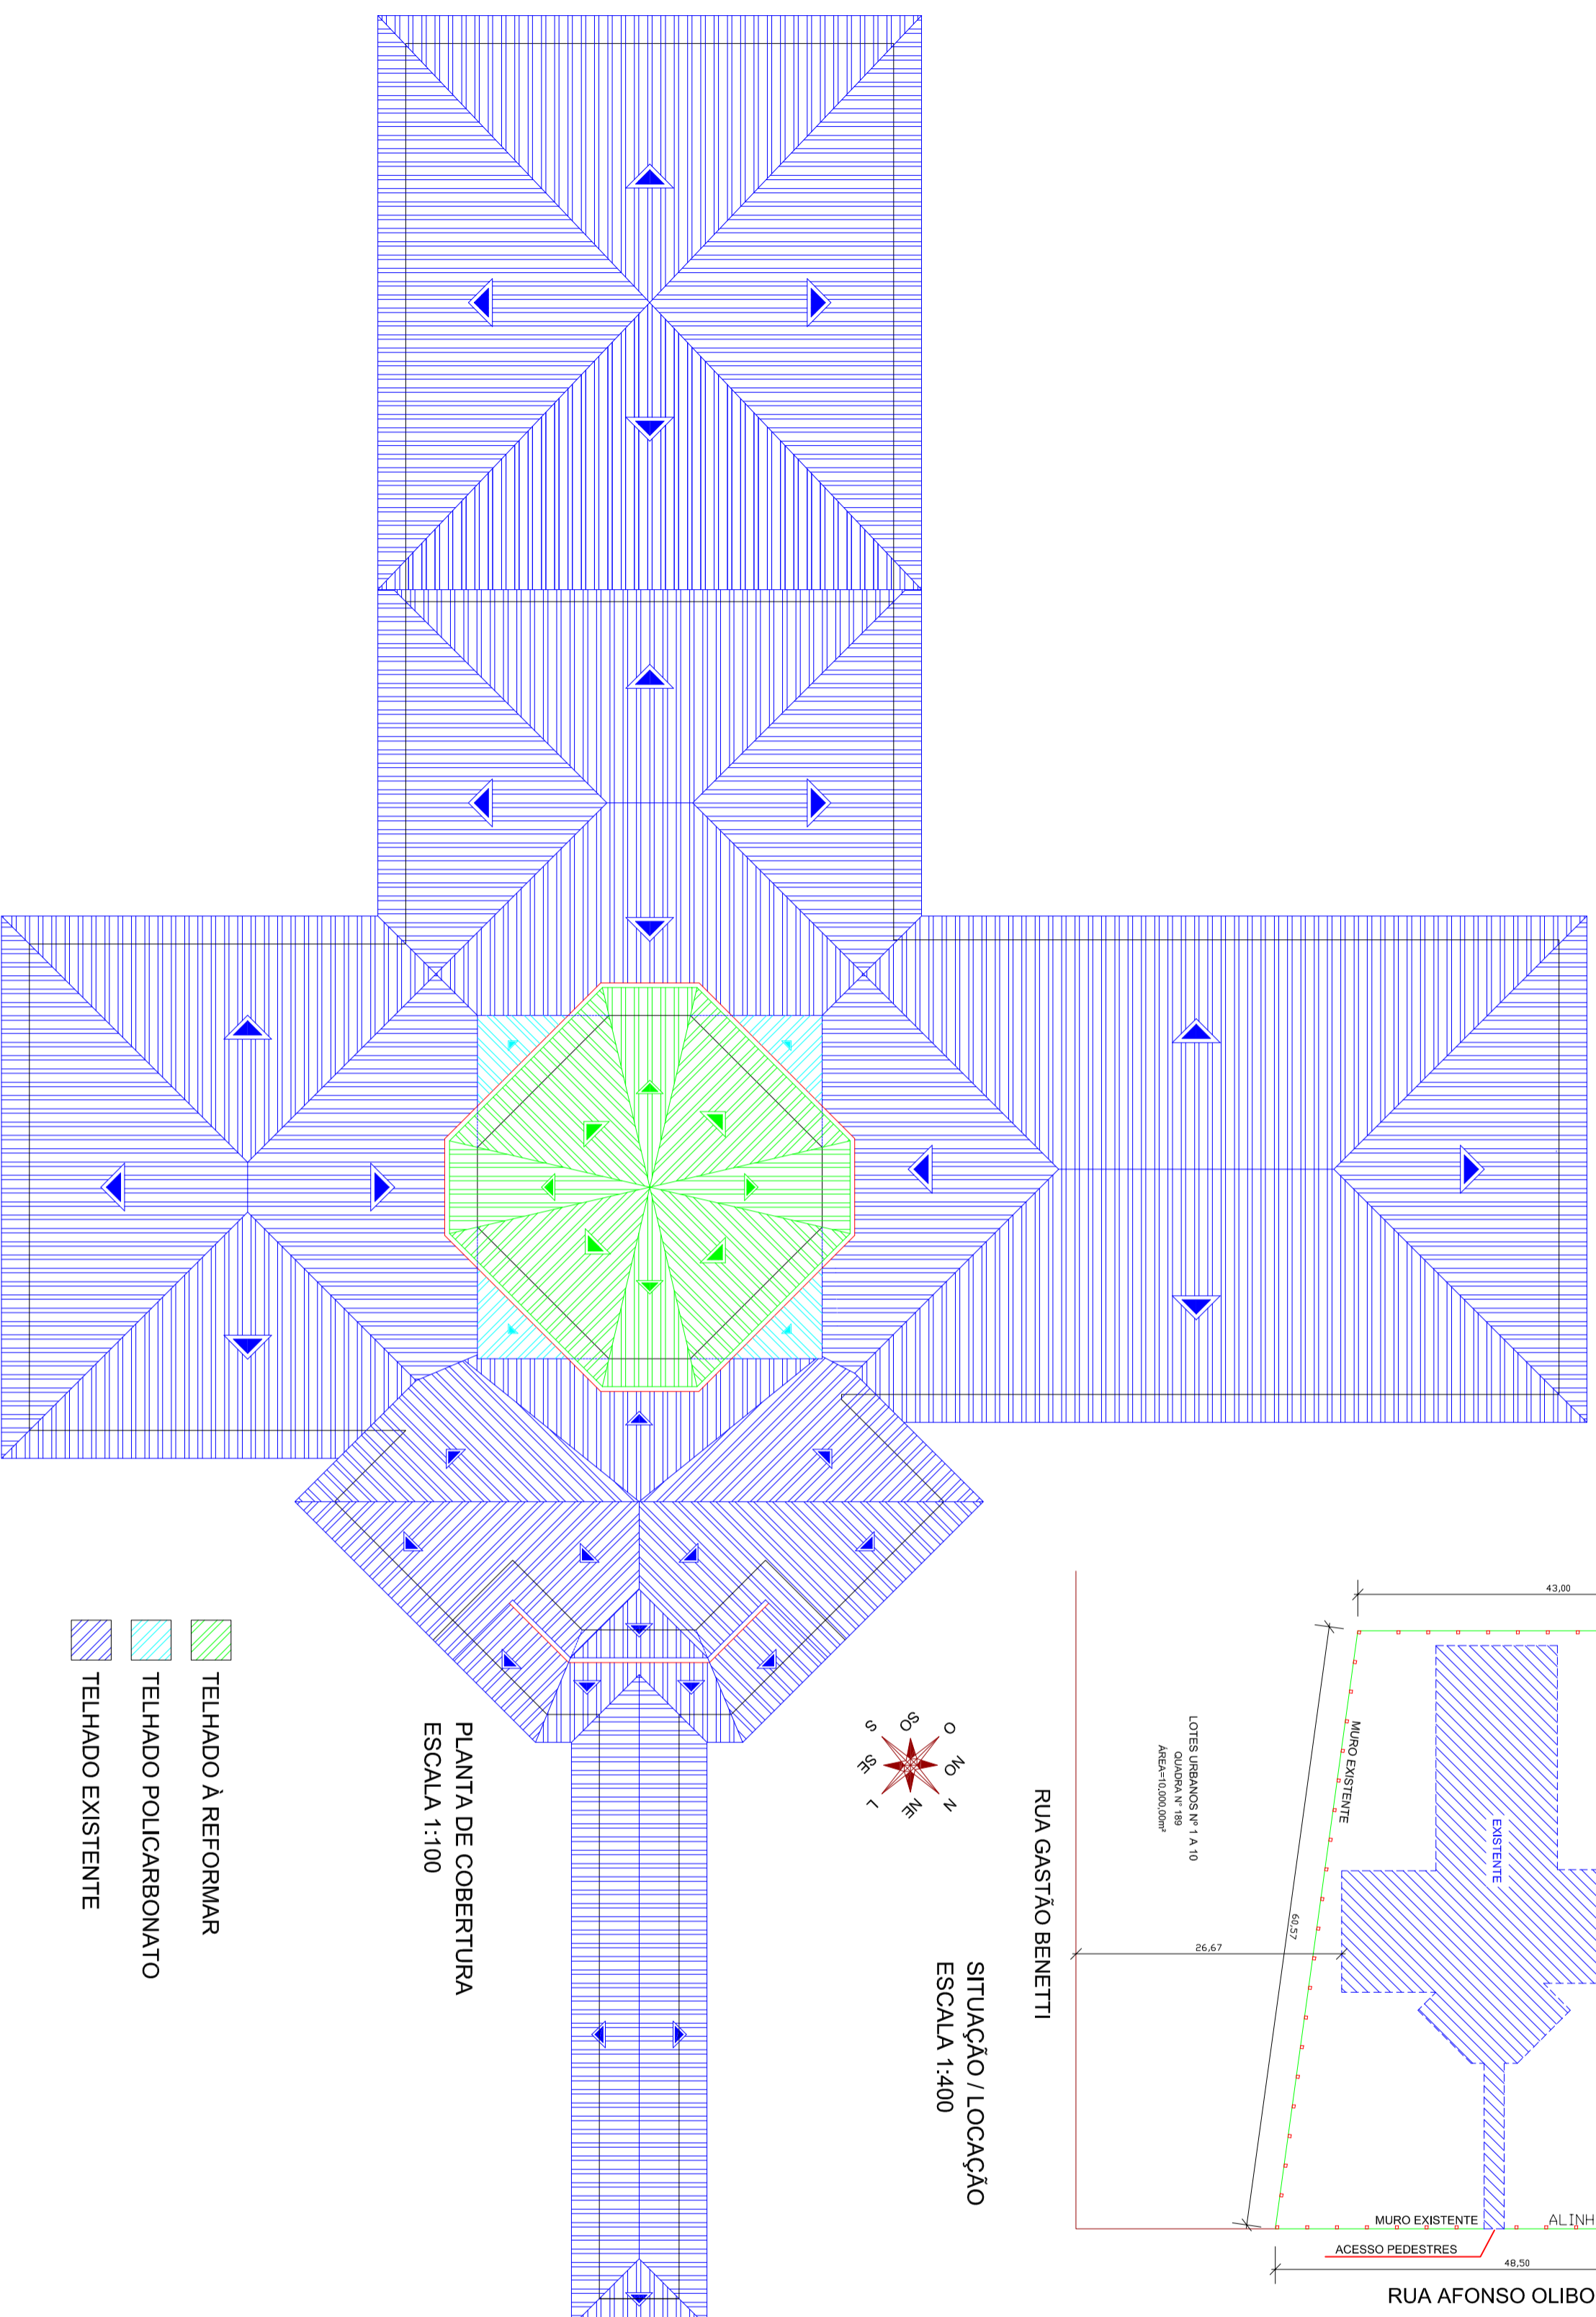 43,00
MURO EXISTENTE
EXISTENTE
LOTES URBANOS Nº 1 A 10
QUADRA N° 189
ÁREA=10.000,00m²
60,57
26,67
RUA GASTÃO BENETTI
SITUAÇÃO / LOCAÇÃO
ESCALA 1:400
S
SO
O
NO
N
NE
L
SE
PLANTA DE COBERTURA
ESCALA 1:100
TELHADO À REFORMAR
TELHADO POLICARBONATO
TELHADO EXISTENTE
MURO EXISTENTE
ALINH
ACESSO PEDESTRES
48,50
RUA AFONSO OLIBO